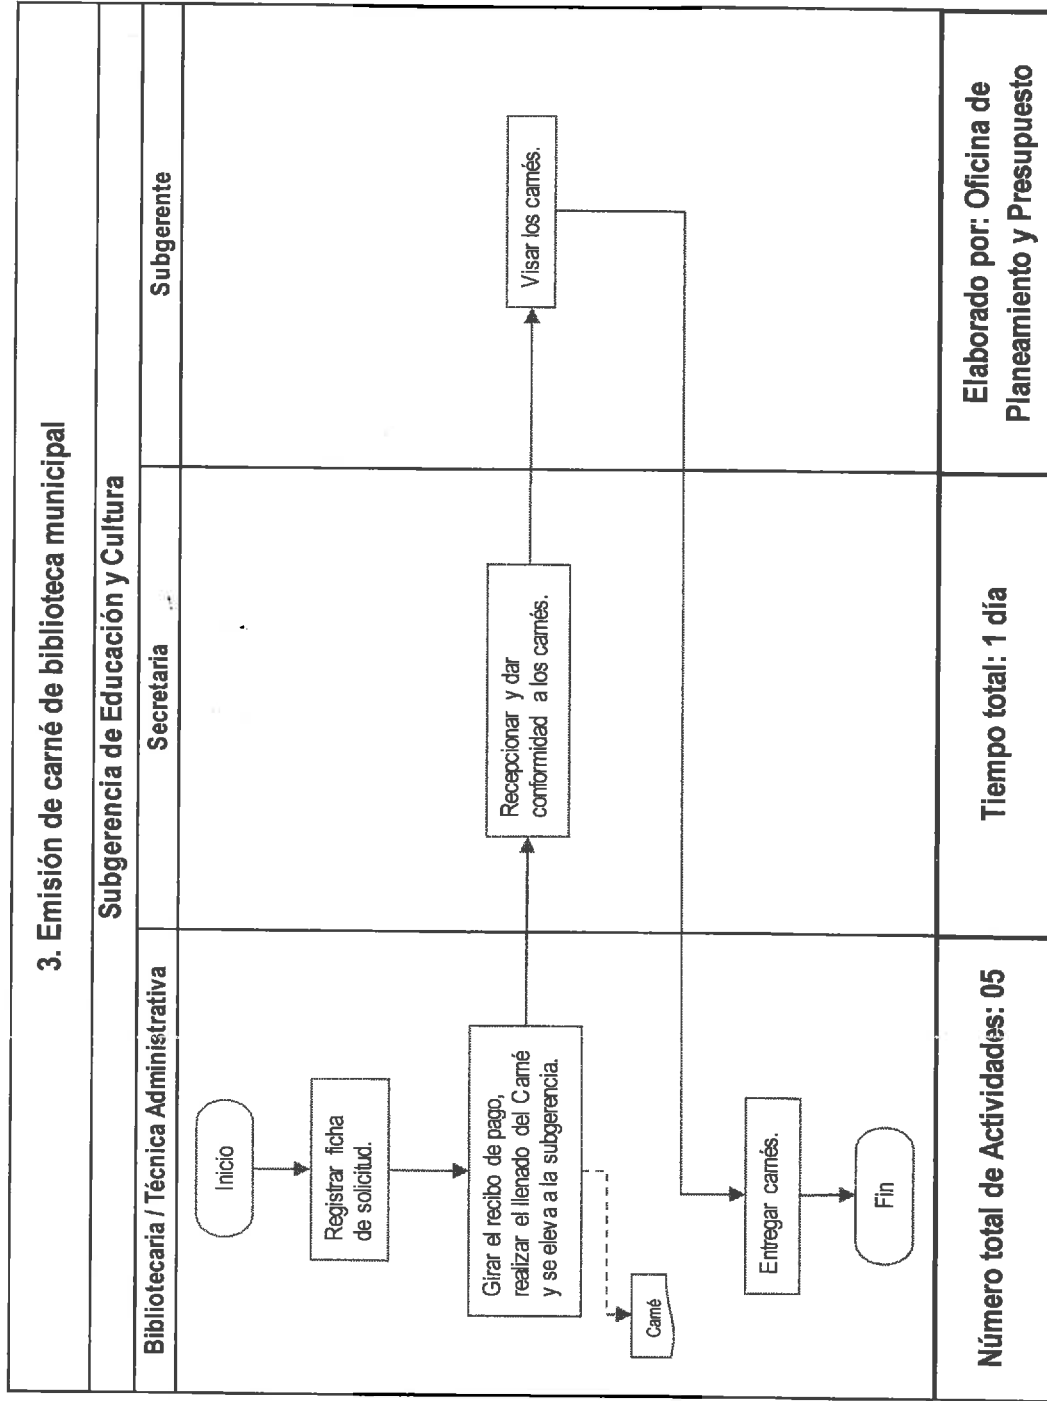 3. Emisión de carné de biblioteca municipal
Subgerencia de Educación y Cultura
Bibliotecaria / Técnica Administrativa
Secretaria
Subgerente
Inicio
Registrar ficha
de solicitud.
Girar el recibo de pago,
realizar el llenado del Carné
y se eleva a la subgerencia.
Carné
Recepcionar y dar
conformidad a los carnés.
Visar los carnés.
Entregar carnés.
Fin
Número total de Actividades: 05
Tiempo total: 1 día
Elaborado por: Oficina de
Planeamiento y Presupuesto